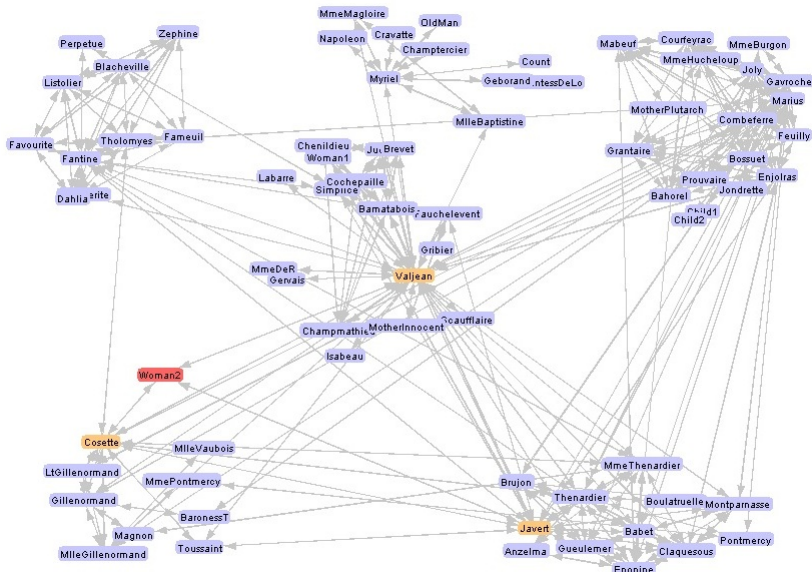 MmeMagloire
OldMan
Zephine
Cravatte
Napoleon
Perpetue
Champtercier
Mabeuf
Courfeyrac
MmeBurgon
Blacheville
MmeHucheloup
Count
Joly
Listolier
Myriel
Geborand
ntessDeLo
Gavroche
Marius
MotherPlutarch
MlleBaptistine
Combeferre
Feuilly
Fameuil
Tholomyes
Favourite
Chenildieu
Brevet
Grantaire
Woman1
Fantine
Bossuet
Labarre
Cochepaille
Prouvaire
Enjolras
Simplice
Jondrette
Dahlia
erite
Bahorel
Bamatabois
auchelevent
Child1
Child2
Gribier
MmeDeR
Valjean
Gervais
Champmathieu
MotherInnocent
Scaufflaire
Isabeau
Woman2
Cosette
MlleVaubois
LtGillenormand
MmePontmercy
MmeThenardier
Brujon
Gillenormand
Thenardier
Boulatruelle
Montparnasse
BaronessT
Magnon
Javert
Babet
Pontmercy
MlleGillenormand
Toussaint
Anzelma
Gueulemer
Claquesous
Eponine